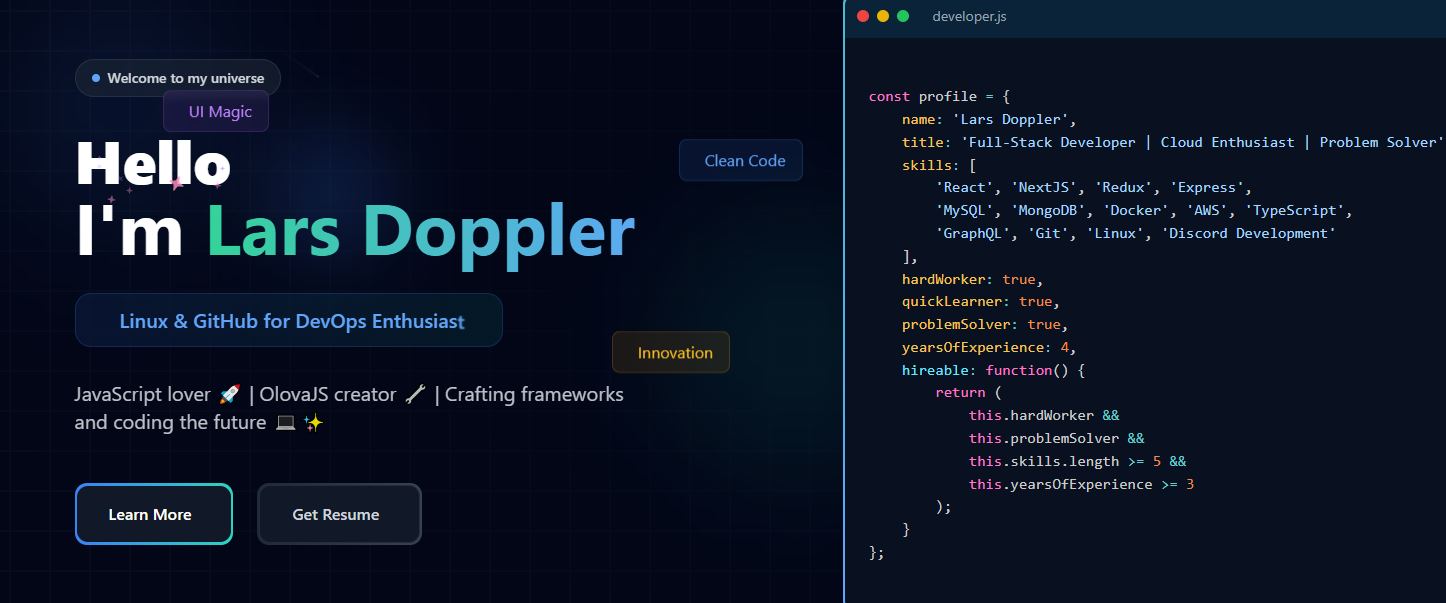 Welcome to my universe
UI Magic
Clean Code
Hello
I'm Lars Doppler
Linux & GitHub for DevOps Enthusiast
Innovation
JavaScript lover 🚀 | OlovaJS creator 🔧 | Crafting frameworks
and coding the future 💻 ✨
Learn More
Get Resume
developer.js
const profile = {
    name: 'Lars Doppler',
    title: 'Full-Stack Developer | Cloud Enthusiast | Problem Solver'
    skills: [
        'React', 'NextJS', 'Redux', 'Express',
        'MySQL', 'MongoDB', 'Docker', 'AWS', 'TypeScript',
        'GraphQL', 'Git', 'Linux', 'Discord Development'
    ],
    hardWorker: true,
    quickLearner: true,
    problemSolver: true,
    yearsOfExperience: 4,
    hireable: function() {
        return (
            this.hardWorker &&
            this.problemSolver &&
            this.skills.length >= 5 &&
            this.yearsOfExperience >= 3
        );
    }
};